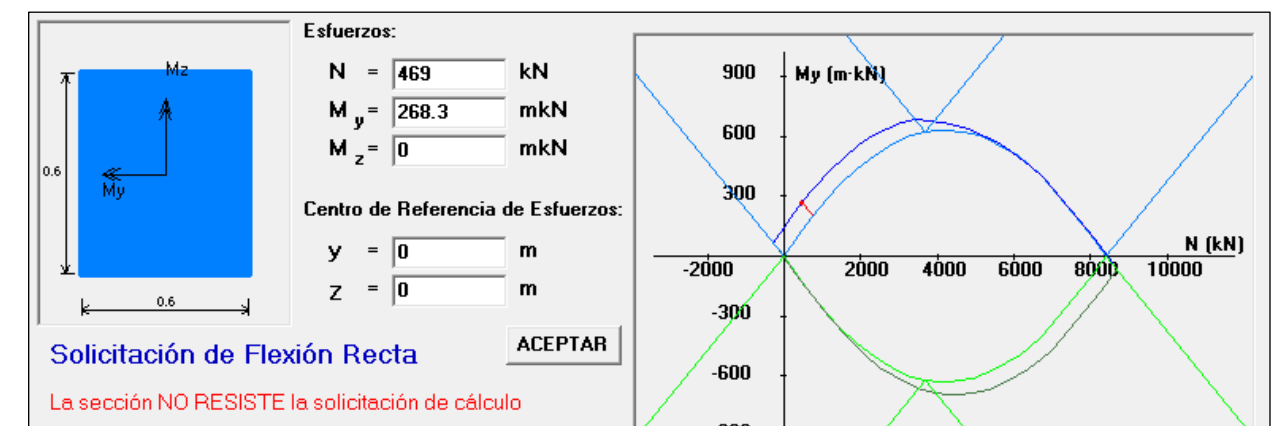 Esfuerzos:
N = 469 kN
My = 268.3 mkN
Mz = 0 mkN
Centro de Referencia de Esfuerzos:
y = 0 m
z = 0 m
ACEPTAR
Mz
My
0.6
0.6
Solicitación de Flexión Recta
La sección NO RESISTE la solicitación de cálculo
900 My (m·kN)
600
300
N (kN)
-2000 2000 4000 6000 8000 10000
-300
-600